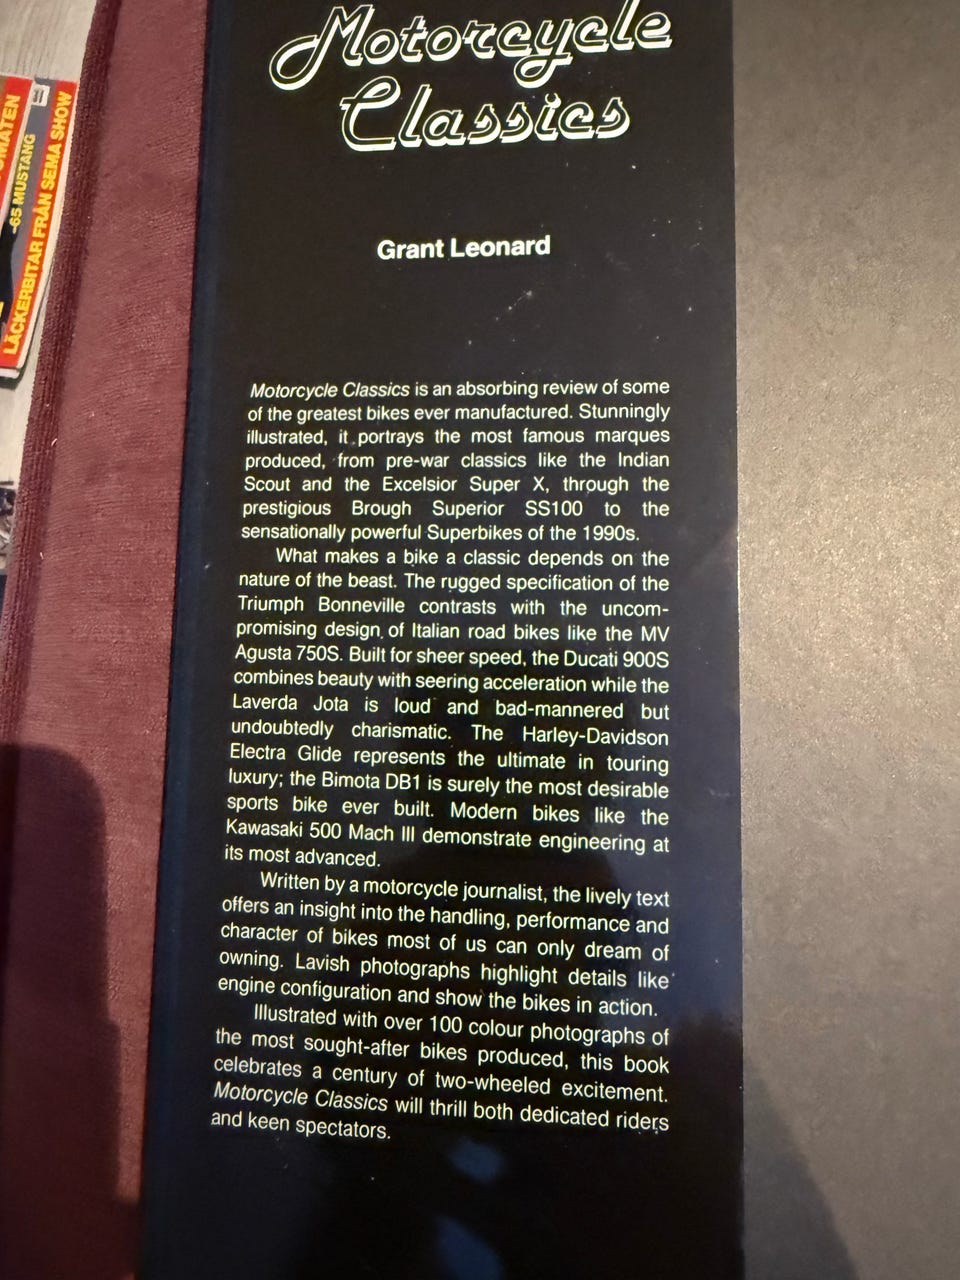 Motorcycle
Classics
Grant Leonard
Motorcycle Classics is an absorbing review of some
of the greatest bikes ever manufactured. Stunningly
illustrated, it portrays the most famous marques
produced, from pre-war classics like the Indian
Scout and the Excelsior Super X, through the
prestigious Brough Superior SS100 to the
sensationally powerful Superbikes of the 1990s.
What makes a bike a classic depends on the
nature of the beast. The rugged specification of the
Triumph Bonneville contrasts with the uncom-
promising design of Italian road bikes like the MV
Agusta 750S. Built for sheer speed, the Ducati 900S
combines beauty with seering acceleration while the
Laverda Jota is loud and bad-mannered but
undoubtedly charismatic. The Harley-Davidson
Electra Glide represents the ultimate in touring
luxury; the Bimota DB1 is surely the most desirable
sports bike ever built. Modern bikes like the
Kawasaki 500 Mach III demonstrate engineering at
its most advanced.
Written by a motorcycle journalist, the lively text
offers an insight into the handling, performance and
character of bikes most of us can only dream of
owning. Lavish photographs highlight details like
engine configuration and show the bikes in action.
Illustrated with over 100 colour photographs of
the most sought-after bikes produced, this book
celebrates a century of two-wheeled excitement.
Motorcycle Classics will thrill both dedicated riders
and keen spectators.
-65 MUSTANG
LÄCKERBITAR FRÅN SEMA SHOW